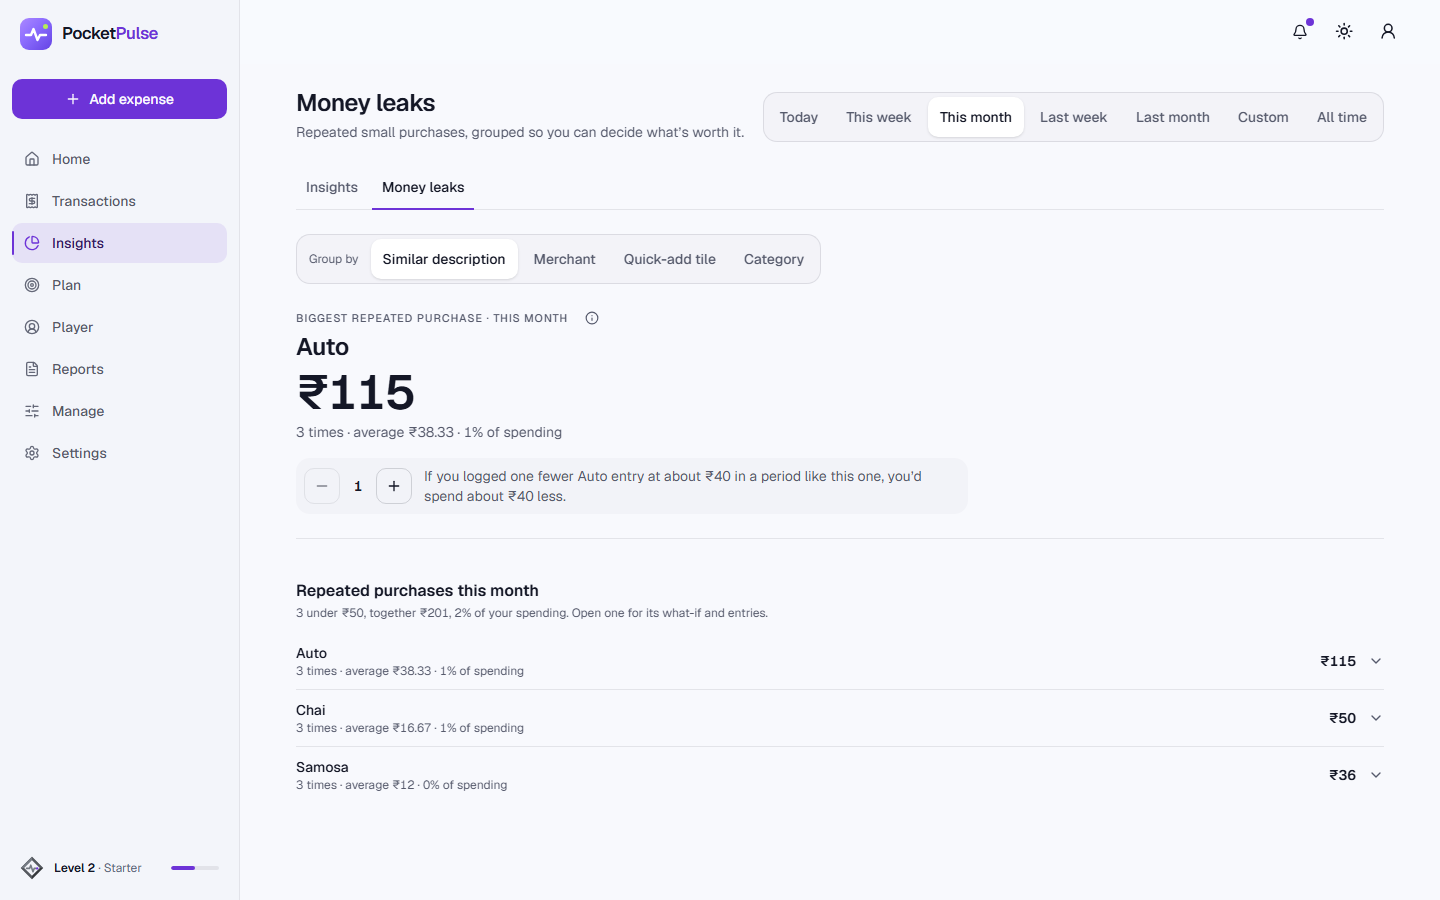 PocketPulse
Add expense
Home
Transactions
Insights
Plan
Player
Reports
Manage
Settings
Level 2 · Starter
Money leaks
Repeated small purchases, grouped so you can decide what's worth it.
Today
This week
This month
Last week
Last month
Custom
All time
Insights
Money leaks
Group by
Similar description
Merchant
Quick-add tile
Category
BIGGEST REPEATED PURCHASE · THIS MONTH
Auto
₹115
3 times · average ₹38.33 · 1% of spending
1
If you logged one fewer Auto entry at about ₹40 in a period like this one, you'd
spend about ₹40 less.
Repeated purchases this month
3 under ₹50, together ₹201, 2% of your spending. Open one for its what-if and entries.
Auto
3 times · average ₹38.33 · 1% of spending
₹115
Chai
3 times · average ₹16.67 · 1% of spending
₹50
Samosa
3 times · average ₹12 · 0% of spending
₹36